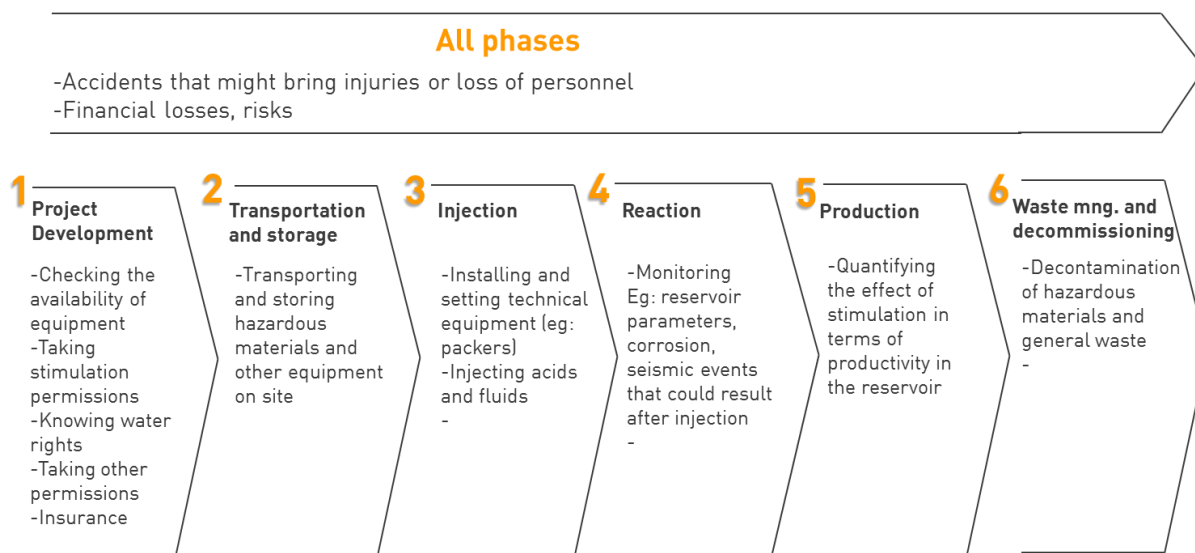 All phases
-Accidents that might bring injuries or loss of personnel
-Financial losses, risks
1
Project
Development
-Checking the
availability of
equipment
-Taking
stimulation
permissions
-Knowing water
rights
-Taking other
permissions
-Insurance
2
Transportation
and storage
-Transporting
and storing
hazardous
materials and
other equipment
on site
3
Injection
-Installing and
setting technical
equipment (eg:
packers)
-Injecting acids
and fluids
-
4
Reaction
-Monitoring
Eg: reservoir
parameters,
corrosion,
seismic events
that could result
after injection
-
5
Production
-Quantifying
the effect of
stimulation in
terms of
productivity in
the reservoir
6
Waste mng. and
decommissioning
-Decontamination
of hazardous
materials and
general waste
-